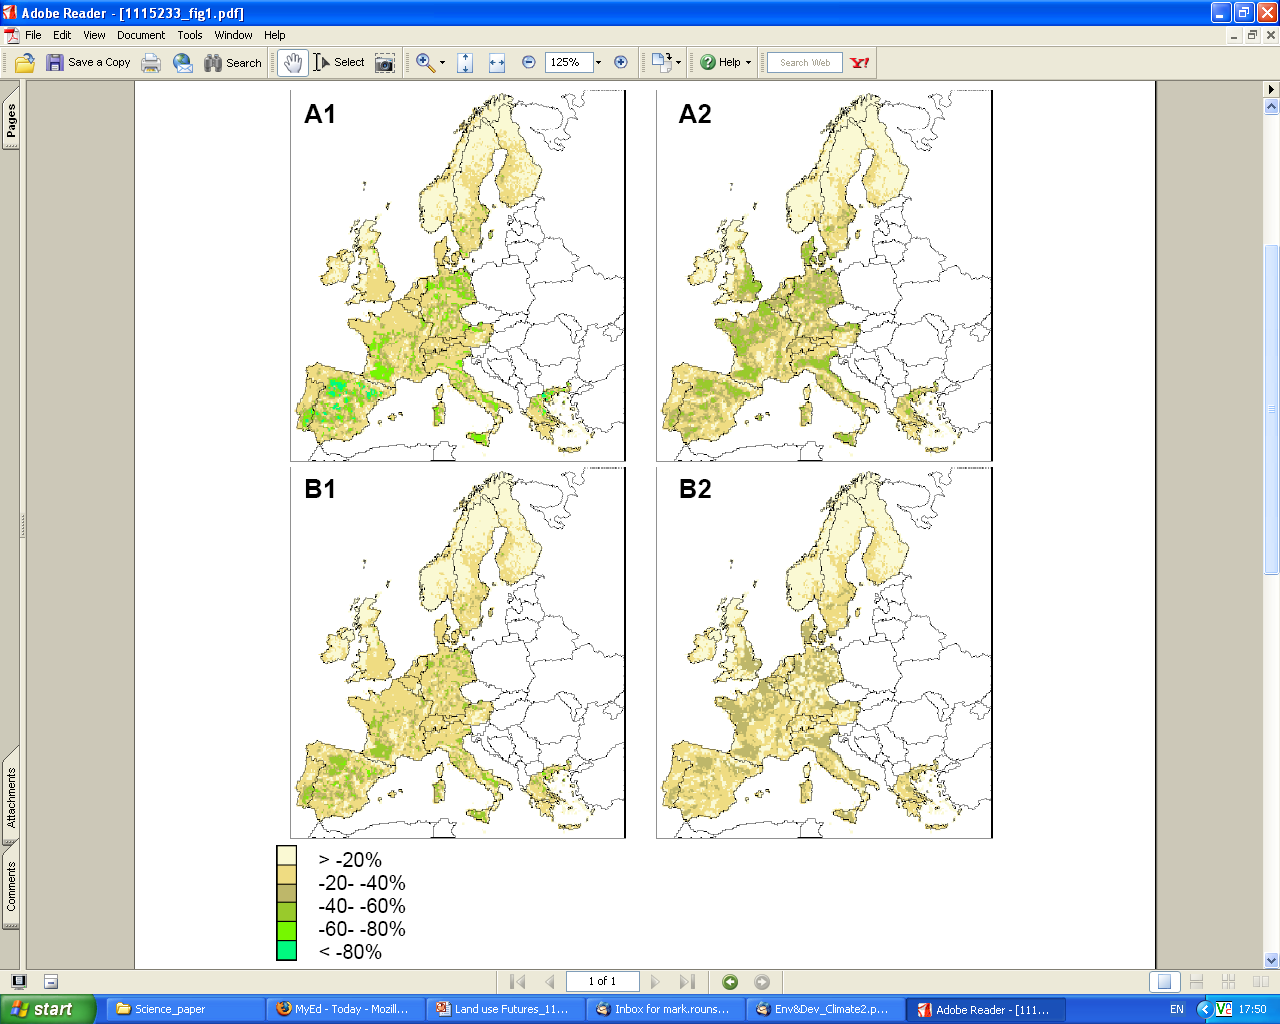 Adobe Reader - [1115233_fig1.pdf]
File Edit View Document Tools Window Help
Save a Copy Search Select 125% Help Search Web Y!
Pages
A1 A2
B1 B2
> -20%
-20- -40%
-40- -60%
-60- -80%
< -80%
Attachments
Comments
1 of 1
start Science_paper MyEd - Today - Mozill... Land use Futures_11... Inbox for mark.rouns... Env&Dev_Climate2.p... Adobe Reader - [111... EN 17:50